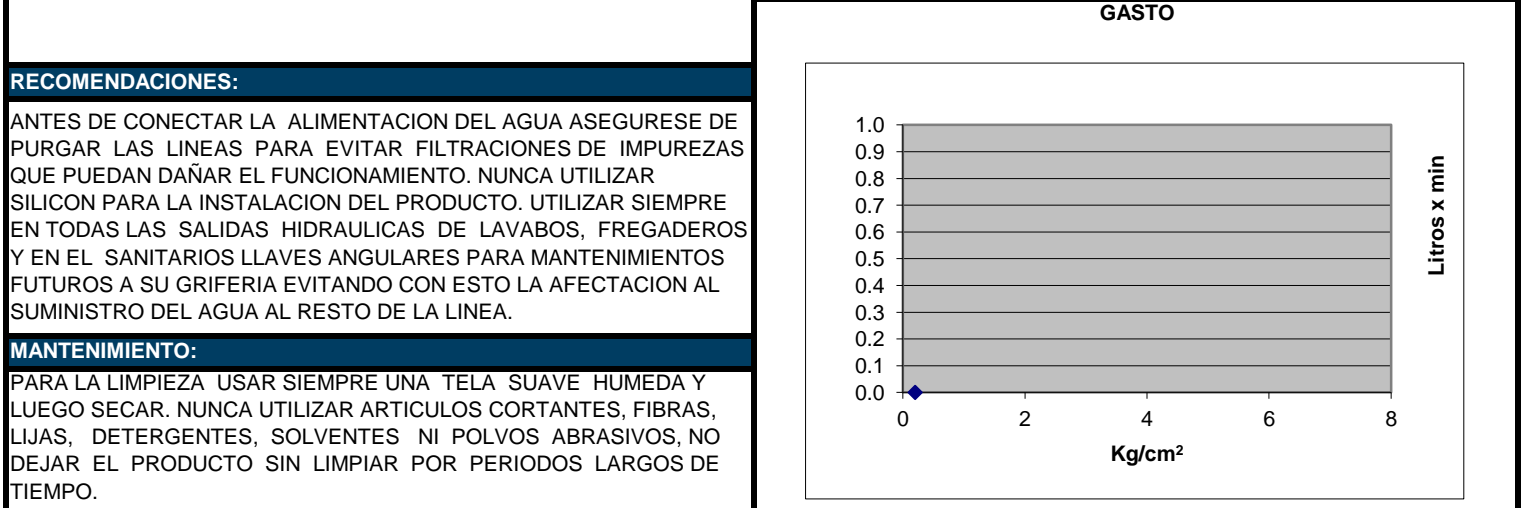 RECOMENDACIONES:
ANTES DE CONECTAR LA ALIMENTACION DEL AGUA ASEGURESE DE
PURGAR LAS LINEAS PARA EVITAR FILTRACIONES DE IMPUREZAS
QUE PUEDAN DAÑAR EL FUNCIONAMIENTO. NUNCA UTILIZAR
SILICON PARA LA INSTALACION DEL PRODUCTO. UTILIZAR SIEMPRE
EN TODAS LAS SALIDAS HIDRAULICAS DE LAVABOS, FREGADEROS
Y EN EL SANITARIOS LLAVES ANGULARES PARA MANTENIMIENTOS
FUTUROS A SU GRIFERIA EVITANDO CON ESTO LA AFECTACION AL
SUMINISTRO DEL AGUA AL RESTO DE LA LINEA.
MANTENIMIENTO:
PARA LA LIMPIEZA USAR SIEMPRE UNA TELA SUAVE HUMEDA Y
LUEGO SECAR. NUNCA UTILIZAR ARTICULOS CORTANTES, FIBRAS,
LIJAS, DETERGENTES, SOLVENTES NI POLVOS ABRASIVOS, NO
DEJAR EL PRODUCTO SIN LIMPIAR POR PERIODOS LARGOS DE
TIEMPO.
GASTO
1.0
0.9
0.8
0.7
0.6
0.5
0.4
0.3
0.2
0.1
0.0
0 2 4 6 8
Kg/cm²
Litros x min